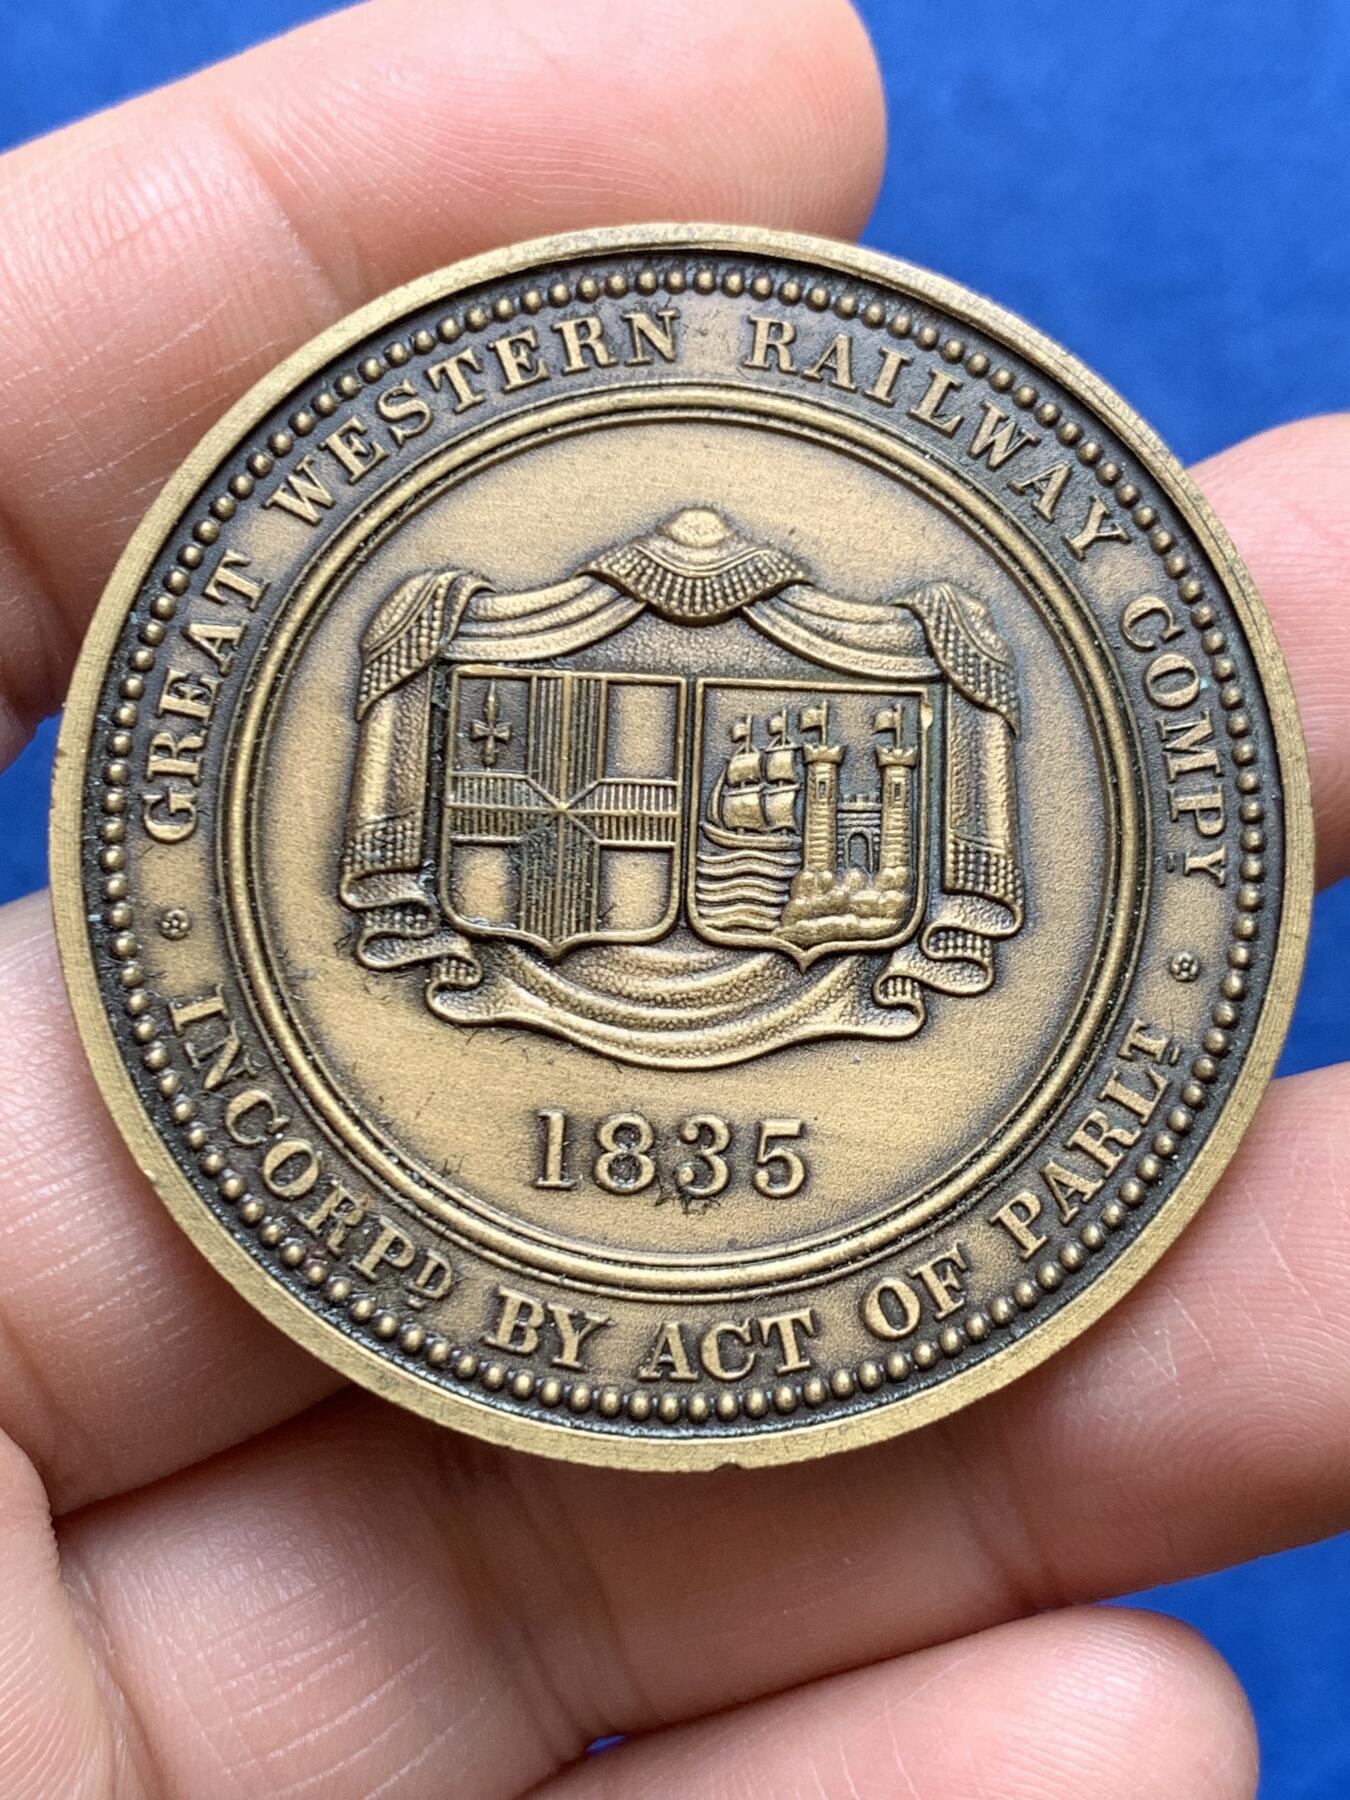 GREAT WESTERN RAILWAY COMPY
INCORPD BY ACT OF PARLT
1835